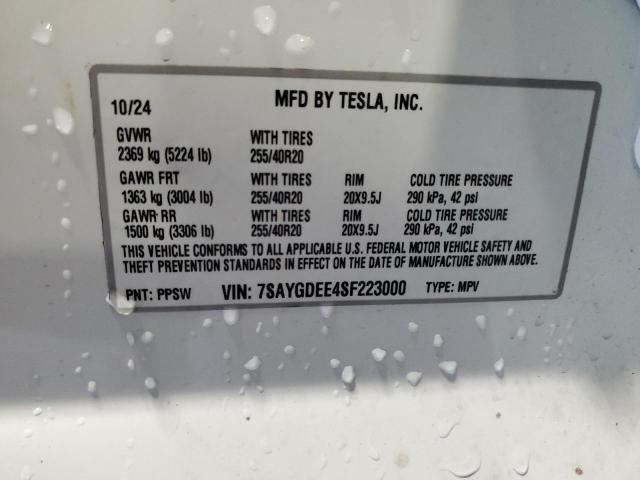 10/24 MFD BY TESLA, INC.
GVWR WITH TIRES
2369 kg (5224 lb) 255/40R20
GAWR FRT WITH TIRES RIM COLD TIRE PRESSURE
1363 kg (3004 lb) 255/40R20 20X9.5J 290 kPa, 42 psi
GAWR RR WITH TIRES RIM COLD TIRE PRESSURE
1500 kg (3306 lb) 255/40R20 20X9.5J 290 kPa, 42 psi
THIS VEHICLE CONFORMS TO ALL APPLICABLE U.S. FEDERAL MOTOR VEHICLE SAFETY AND
THEFT PREVENTION STANDARDS IN EFFECT ON THE DATE OF MANUFACTURE SHOWN ABOVE.
PNT: PPSW VIN: 7SAYGDEE4SF223000 TYPE: MPV